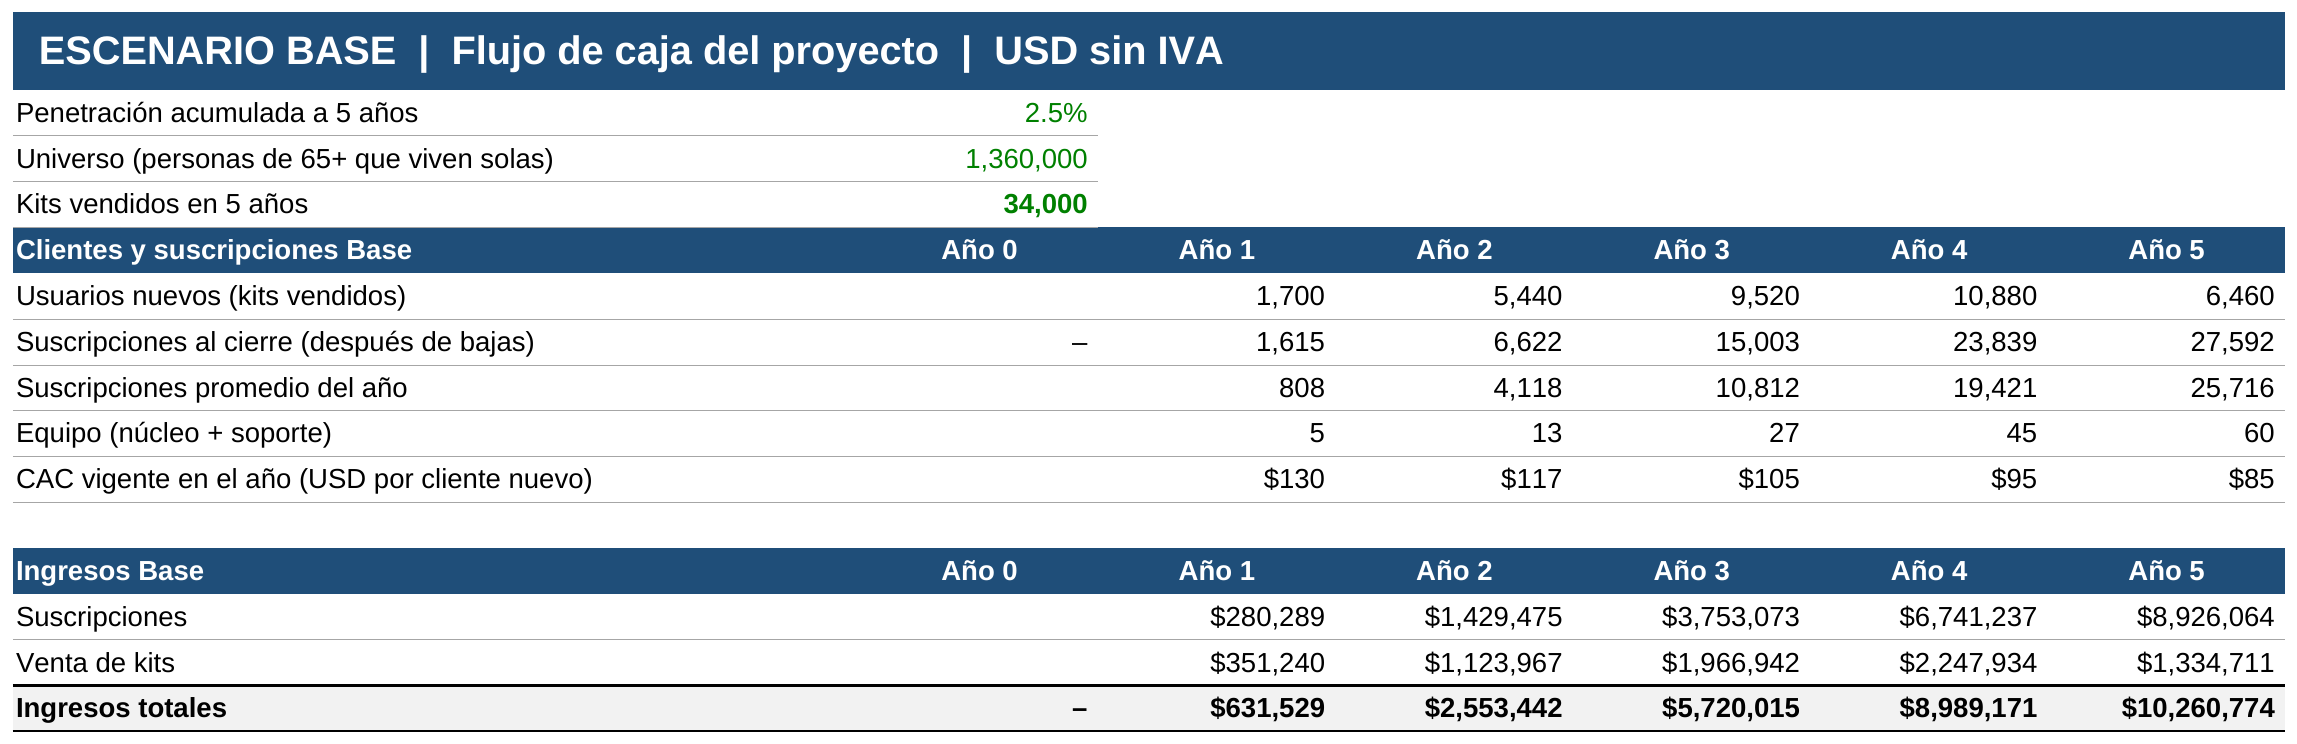 ESCENARIO BASE | Flujo de caja del proyecto | USD sin IVA
Penetración acumulada a 5 años 2.5%
Universo (personas de 65+ que viven solas) 1,360,000
Kits vendidos en 5 años 34,000
Clientes y suscripciones Base Año 0 Año 1 Año 2 Año 3 Año 4 Año 5
Usuarios nuevos (kits vendidos) 1,700 5,440 9,520 10,880 6,460
Suscripciones al cierre (después de bajas) – 1,615 6,622 15,003 23,839 27,592
Suscripciones promedio del año 808 4,118 10,812 19,421 25,716
Equipo (núcleo + soporte) 5 13 27 45 60
CAC vigente en el año (USD por cliente nuevo) $130 $117 $105 $95 $85
Ingresos Base Año 0 Año 1 Año 2 Año 3 Año 4 Año 5
Suscripciones $280,289 $1,429,475 $3,753,073 $6,741,237 $8,926,064
Venta de kits $351,240 $1,123,967 $1,966,942 $2,247,934 $1,334,711
Ingresos totales – $631,529 $2,553,442 $5,720,015 $8,989,171 $10,260,774